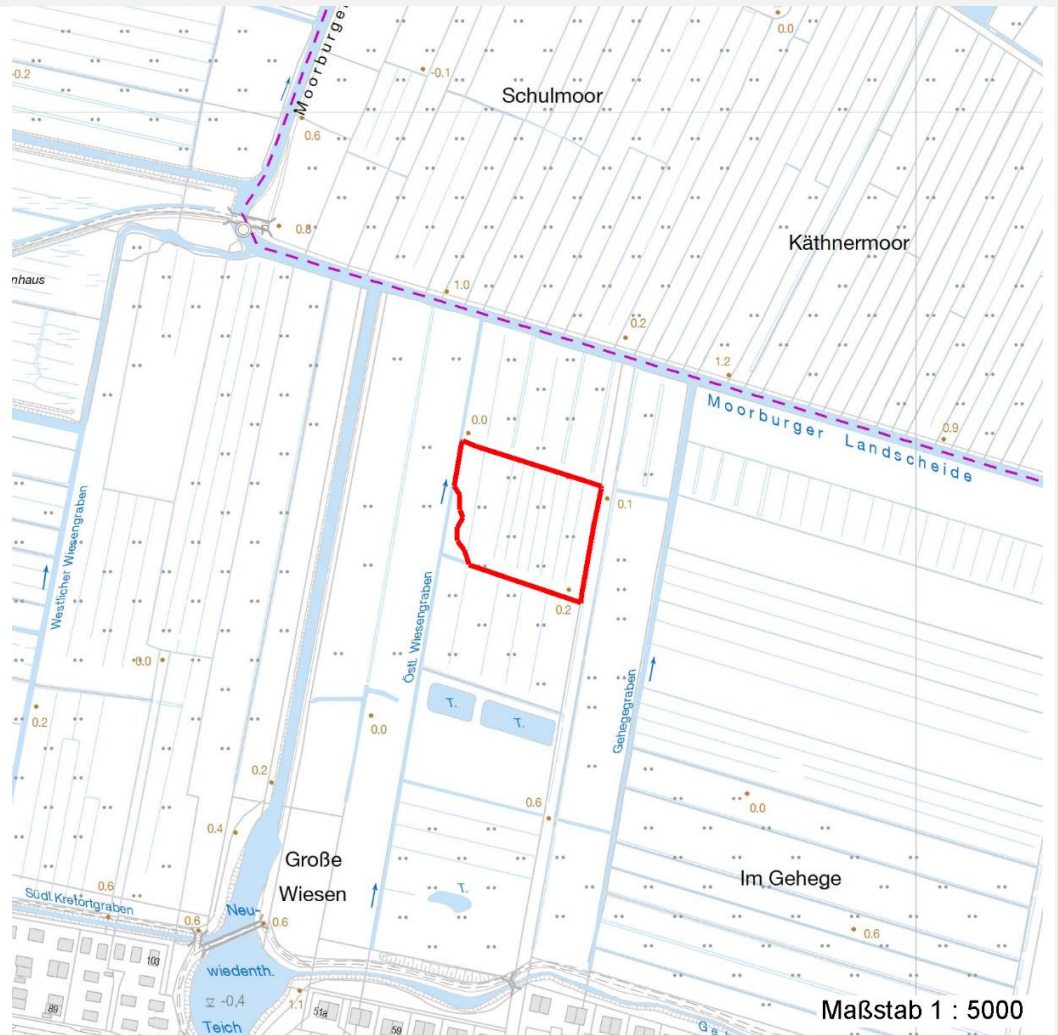 0.0
Moorburger
-0.2
-0.1
Schulmoor
0.6
0.8
P
Käthnermoor
nhaus
1.0
0.2
1.2
Moorburger Landscheide
0.9
0.0
0.1
Westlicher Wiesengraben
Östl. Wiesengraben
0.2
Gehegegraben
0.0
0.2
T.
T.
0.0
0.2
0.6
0.0
0.4
Große
Wiesen
T.
Im Gehege
0.6
Südl. Kretortgraben
0.6
Neu-
0.6
0.6
103
wiedenth.
-0,4
Teich
1.1
89
51a
59
Maßstab 1 : 5000